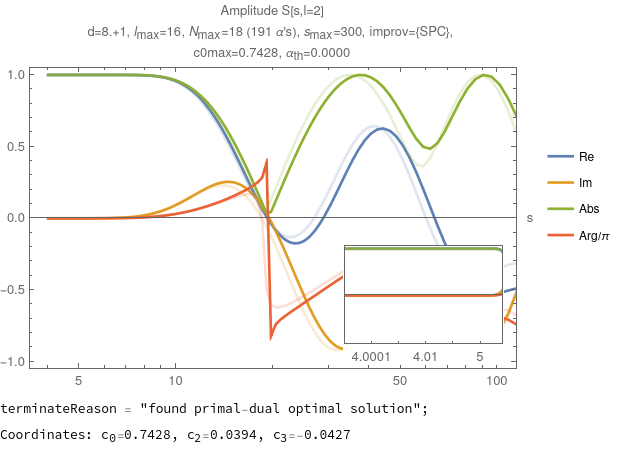 Amplitude S[s,l=2]
d=8.+1, lmax=16, Nmax=18 (191 α's), smax=300, improv={SPC},
c0max=0.7428, αth=0.0000
1.0
0.5
0.0
−0.5
−1.0
s
Re
Im
Abs
Arg/π
4.0001 4.01 5
5 10 50 100
terminateReason = "found primal-dual optimal solution";
Coordinates: c0=0.7428, c2=0.0394, c3=-0.0427